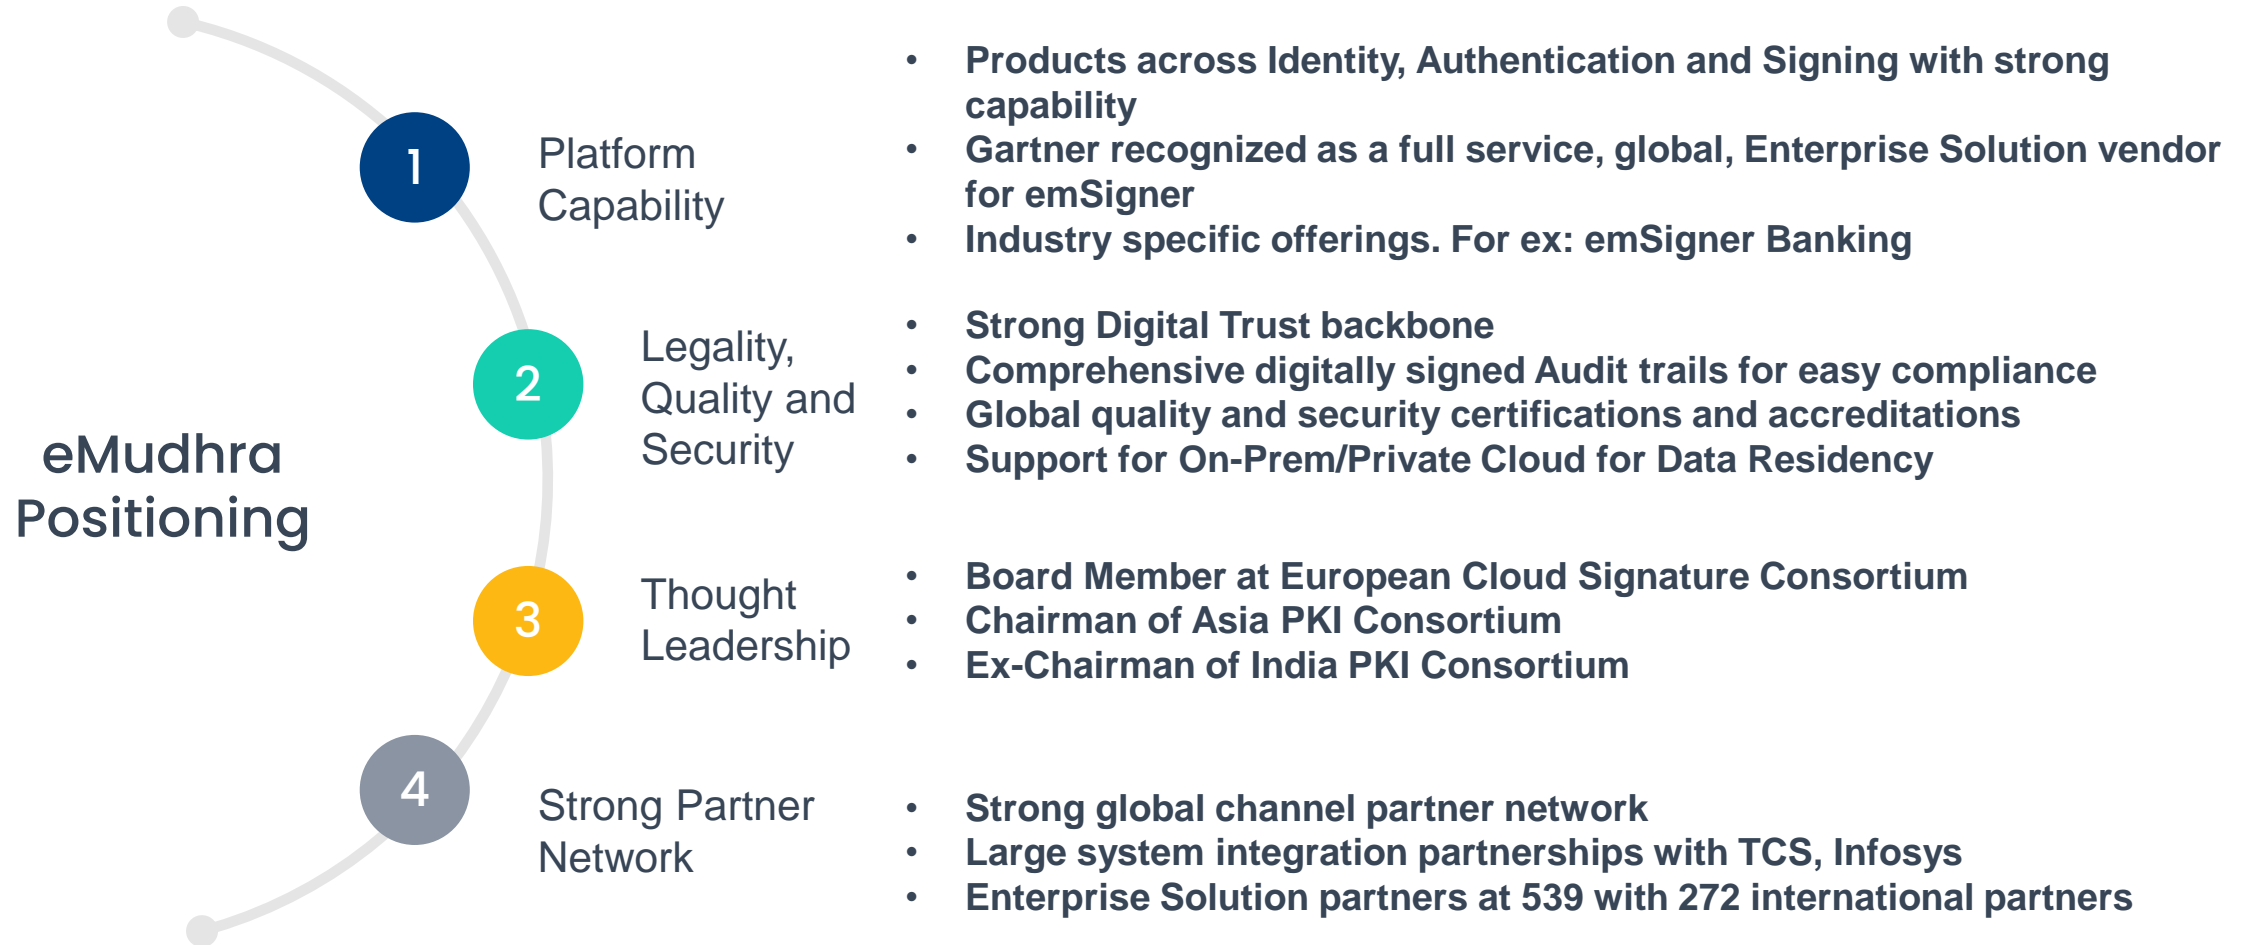 eMudhra
Positioning
1
Platform
Capability
• Products across Identity, Authentication and Signing with strong
capability
• Gartner recognized as a full service, global, Enterprise Solution vendor
for emSigner
• Industry specific offerings. For ex: emSigner Banking
2
Legality,
Quality and
Security
• Strong Digital Trust backbone
• Comprehensive digitally signed Audit trails for easy compliance
• Global quality and security certifications and accreditations
• Support for On-Prem/Private Cloud for Data Residency
3
Thought
Leadership
• Board Member at European Cloud Signature Consortium
• Chairman of Asia PKI Consortium
• Ex-Chairman of India PKI Consortium
4
Strong Partner
Network
• Strong global channel partner network
• Large system integration partnerships with TCS, Infosys
• Enterprise Solution partners at 539 with 272 international partners